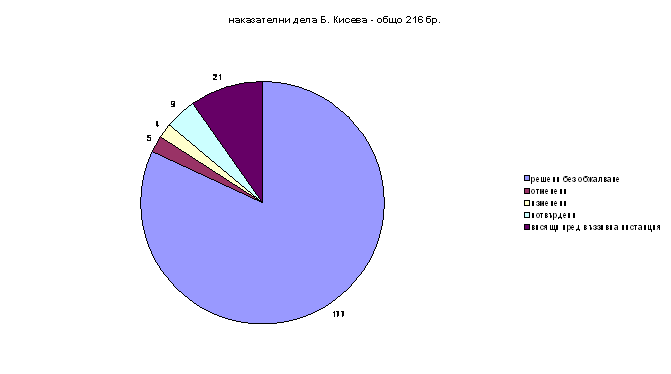 наказателни дела Б. Кисева - общо 216 бр.
21
9
4
5
177
решени без обжалване
отменени
изменени
потвърдени
висящи пред въззивна инстанция